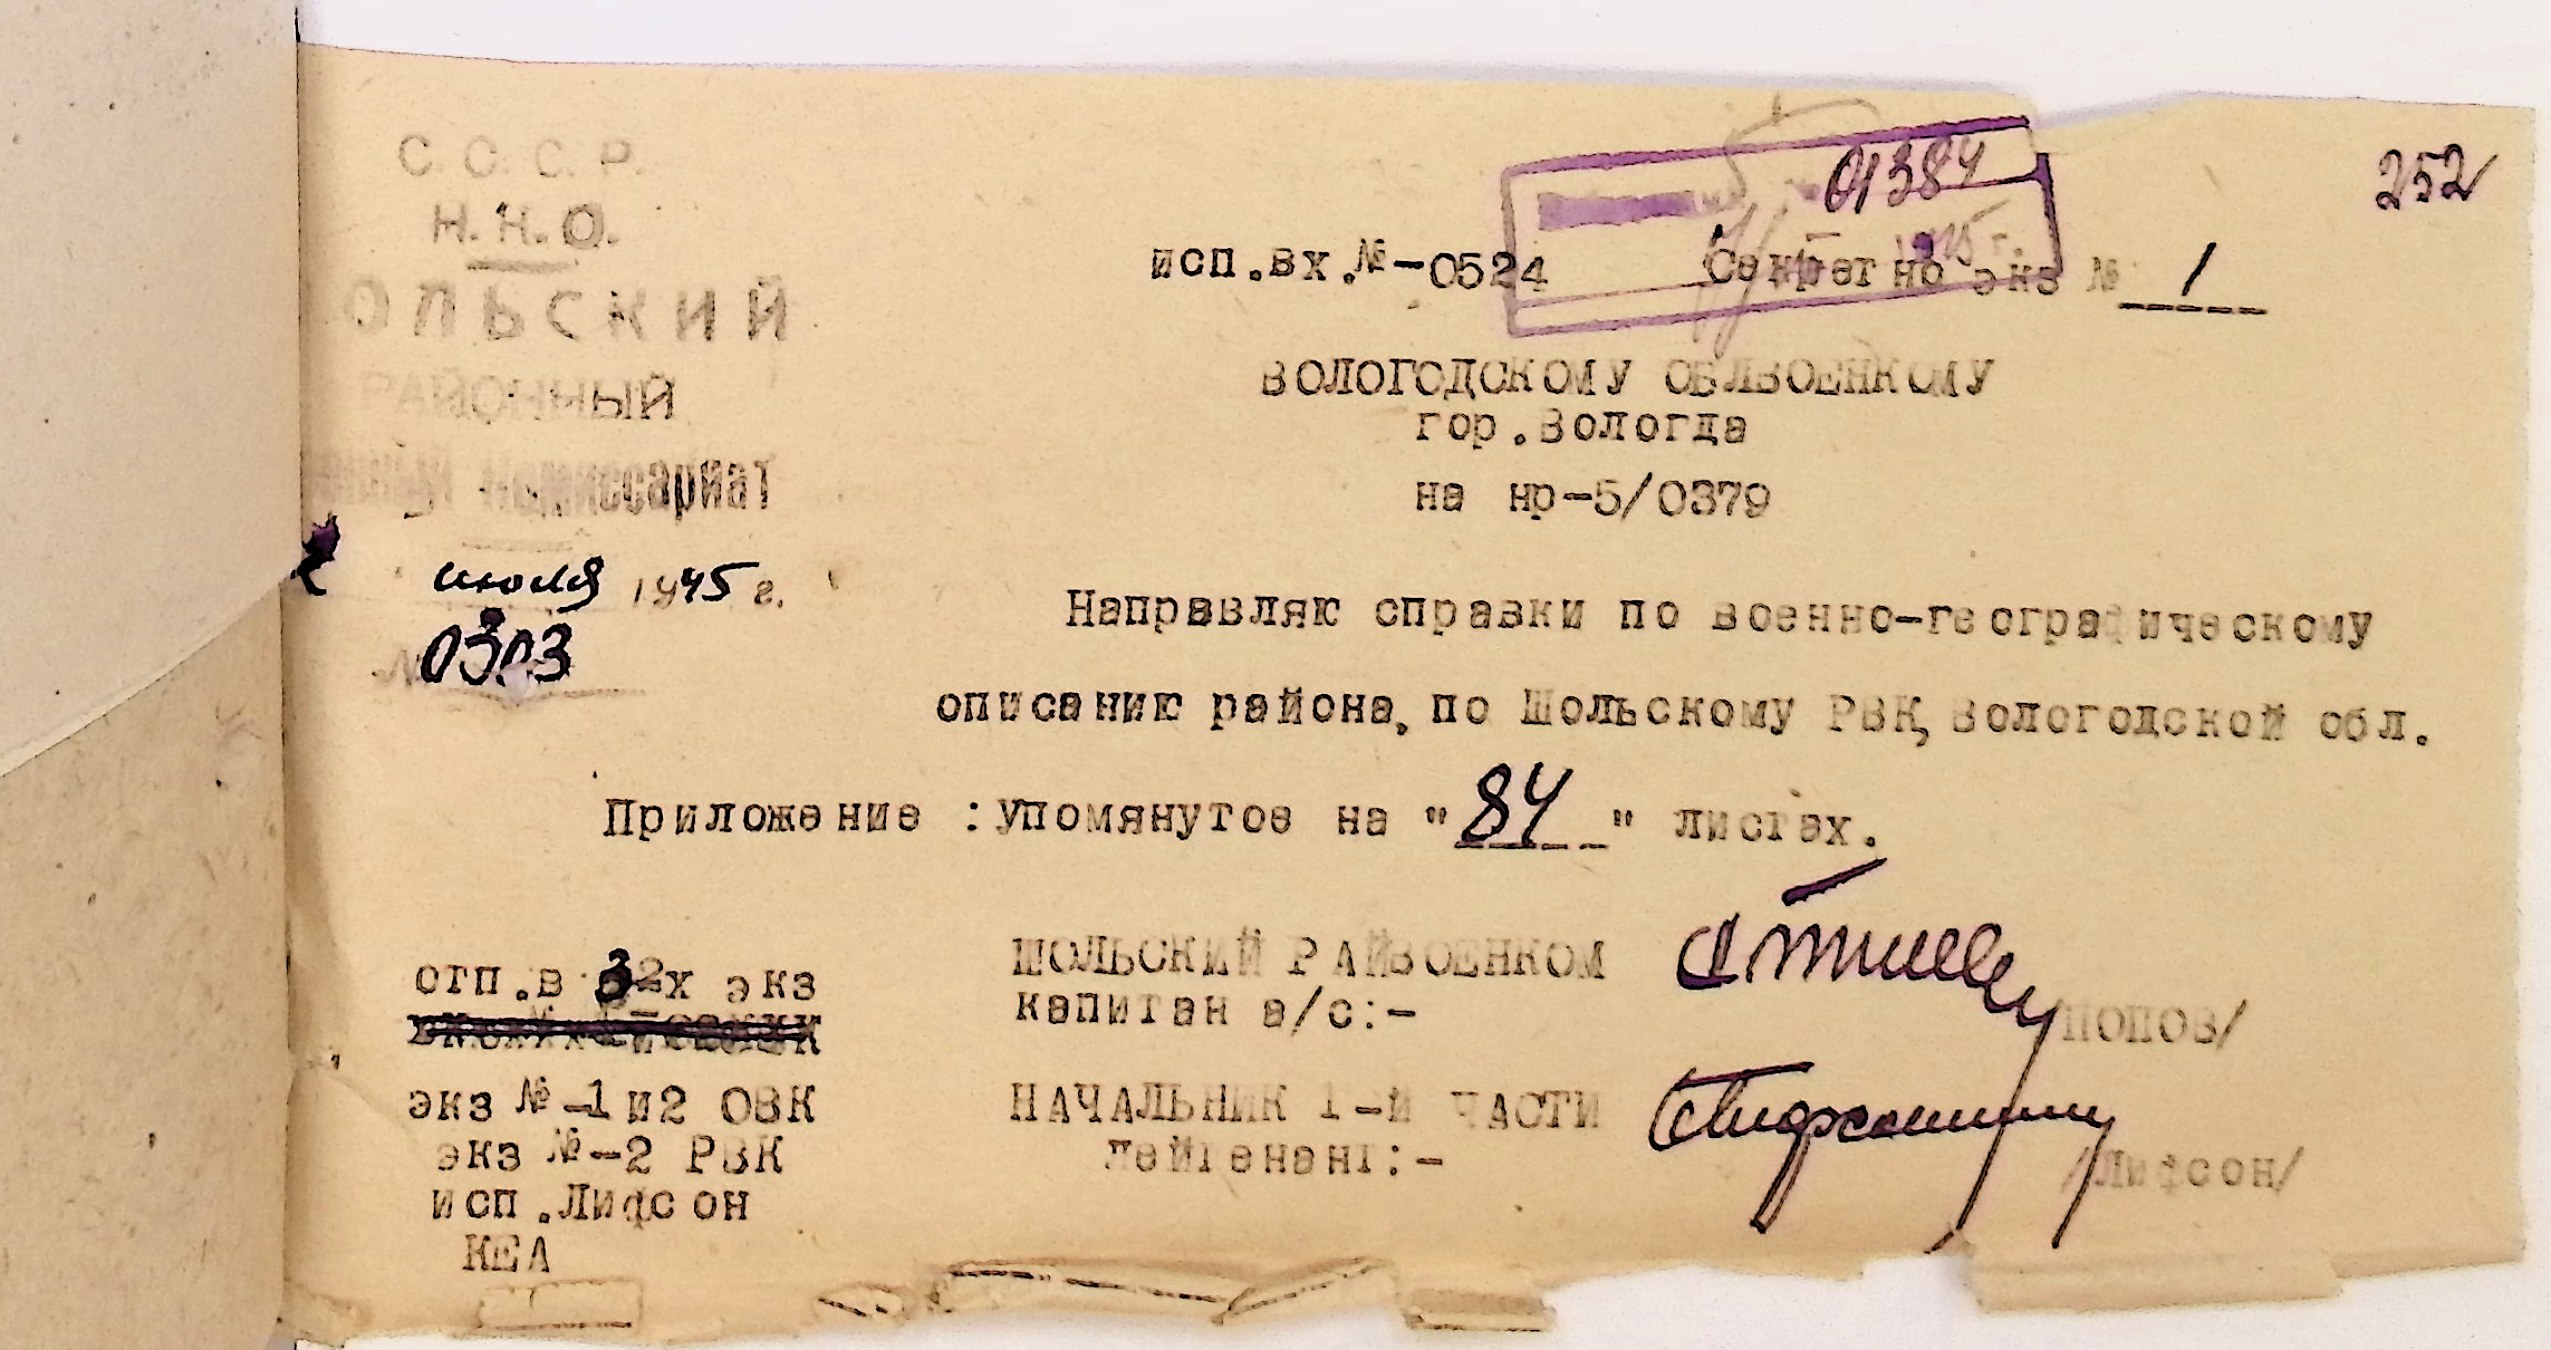 С. С. С. Р.
Н. К. О.
ОЛЬСКИЙ
РАЙОННЫЙ
Комиссариат
июля 1945 г.
№ 0303
01384
252
исп.вх.№-0524 Секретно экз № 1
ВОЛОГОДСКОМУ ОБЛВОЕНКОМУ
гор.Вологда
на нр-5/0379
Направляю справки по военно-географическому
описанию района, по Шольскому РВК, Вологодской обл.
Приложение :упомянутое на "84" листах.
отп.в 3х экз
экз №-1 и2 ОВК
экз №-2 РВК
исп.Лифсон
КЕА
ШОЛЬСКИЙ РАЙВОЕНКОМ
капитан а/с:-
ПОПОВ/
НАЧАЛЬНИК 1-й ЧАСТИ
лейтенант:-
/Лифсон/